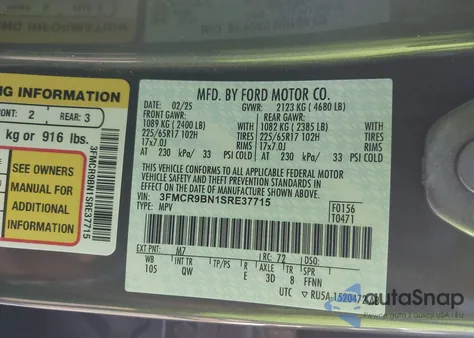 NG INFORMATION
ONT: 2 REAR: 3
kg or 916 lbs.
SEE OWNERS
MANUAL FOR
ADDITIONAL
INFORMATION
3FMCR9BN1SRE37715
MFD. BY FORD MOTOR CO.
DATE: 02/25 GVWR: 2123 KG ( 4680 LB)
FRONT GAWR: REAR GAWR:
1089 KG ( 2400 LB) 1082 KG ( 2385 LB)
225/65R17 102H 225/65R17 102H
17x7.0J 17x7.0J
AT 230 kPa/ 33 PSI COLD AT 230 kPa/ 33 PSI COLD
THIS VEHICLE CONFORMS TO ALL APPLICABLE FEDERAL MOTOR
VEHICLE SAFETY AND THEFT PREVENTION STANDARDS IN EFFECT
ON THE DATE OF MANUFACTURE SHOWN ABOVE.
VIN: 3FMCR9BN1SRE37715
TYPE: MPV
F0156
T0471
EXT PNT: M7 RC: 72 DSO:
WB INT TR TP/PS R AXLE TR SPR
105 QW E 3D 8 FFNN
UTC
autoSnap